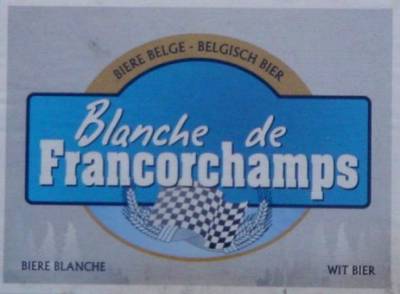 BIERE BELGE - BELGISCH BIER
Blanche de
Francorchamps
BIERE BLANCHE
WIT BIER